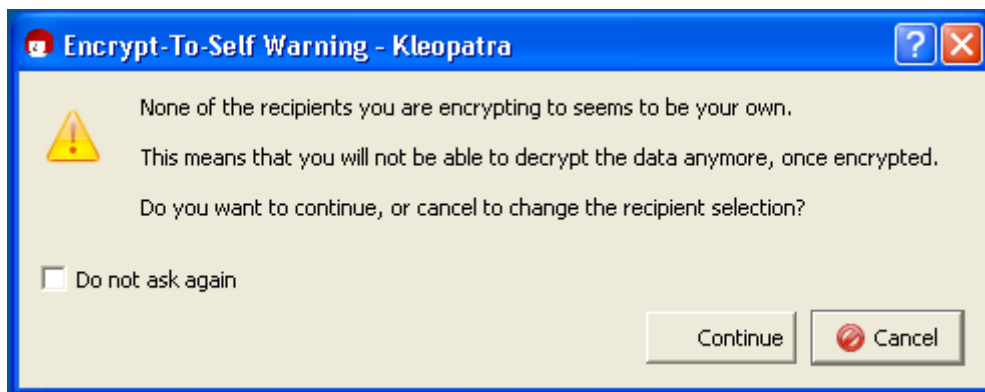 Encrypt-To-Self Warning - Kleopatra
None of the recipients you are encrypting to seems to be your own.
This means that you will not be able to decrypt the data anymore, once encrypted.
Do you want to continue, or cancel to change the recipient selection?
Do not ask again
Continue
Cancel